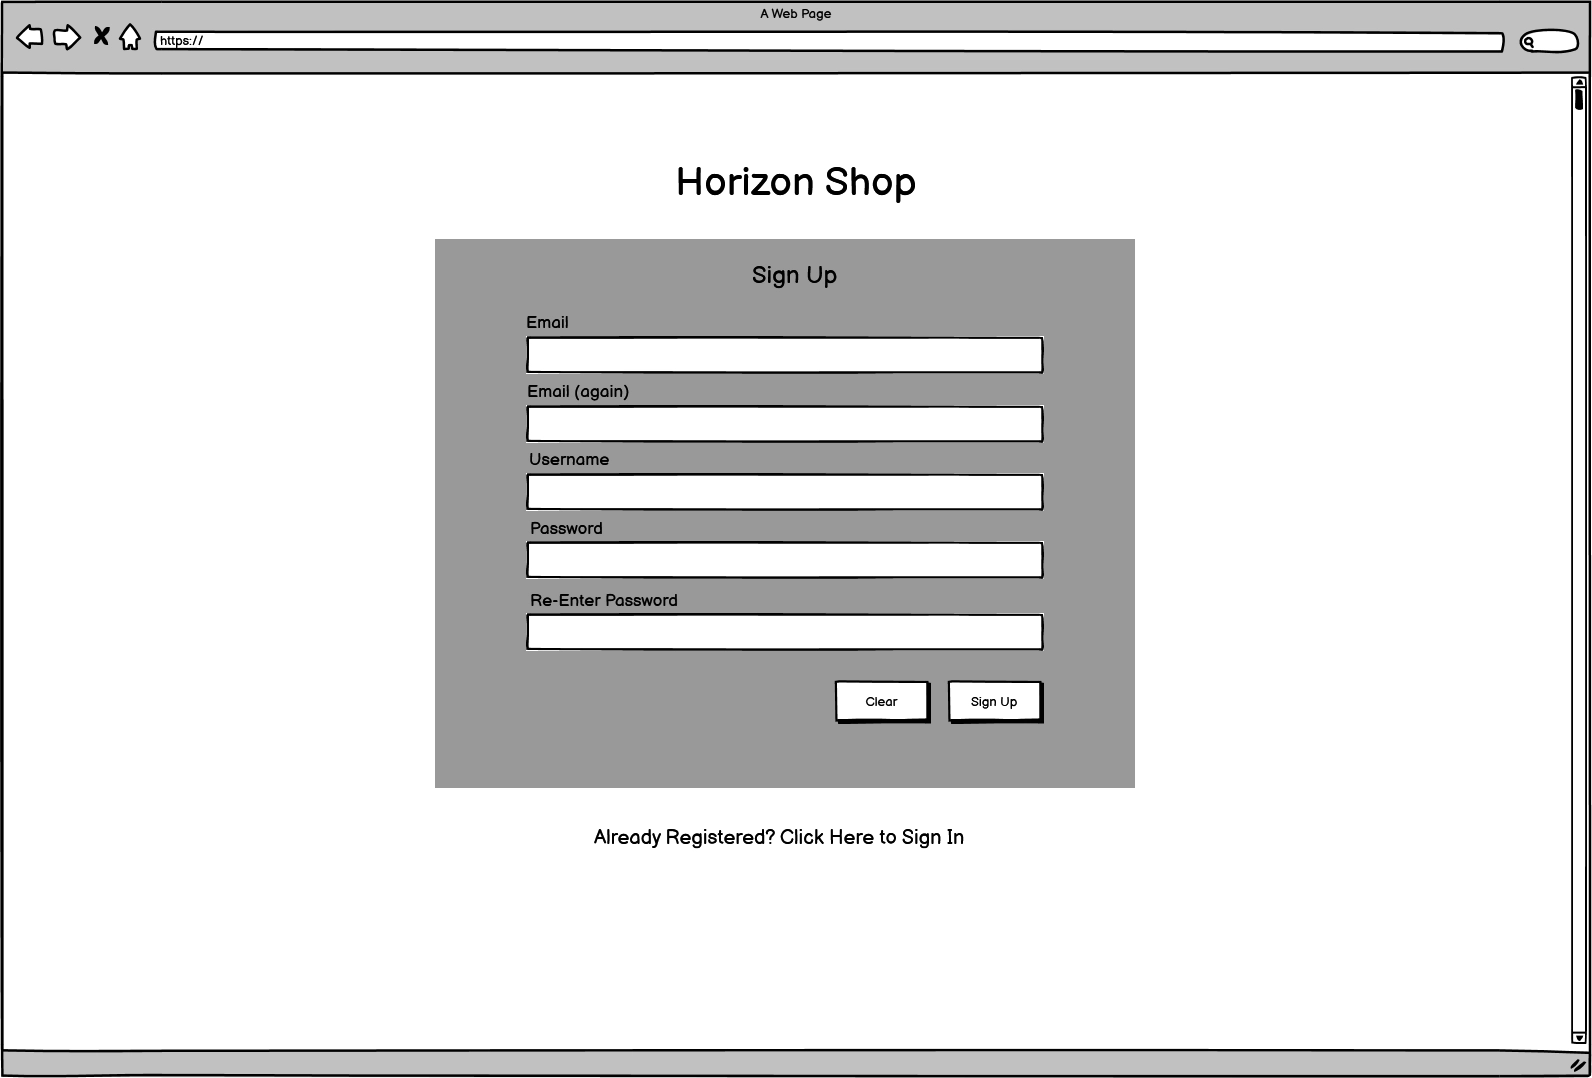 A Web Page
https://
Horizon Shop
Sign Up
Email
Email (again)
Username
Password
Re-Enter Password
Clear
Sign Up
Already Registered? Click Here to Sign In